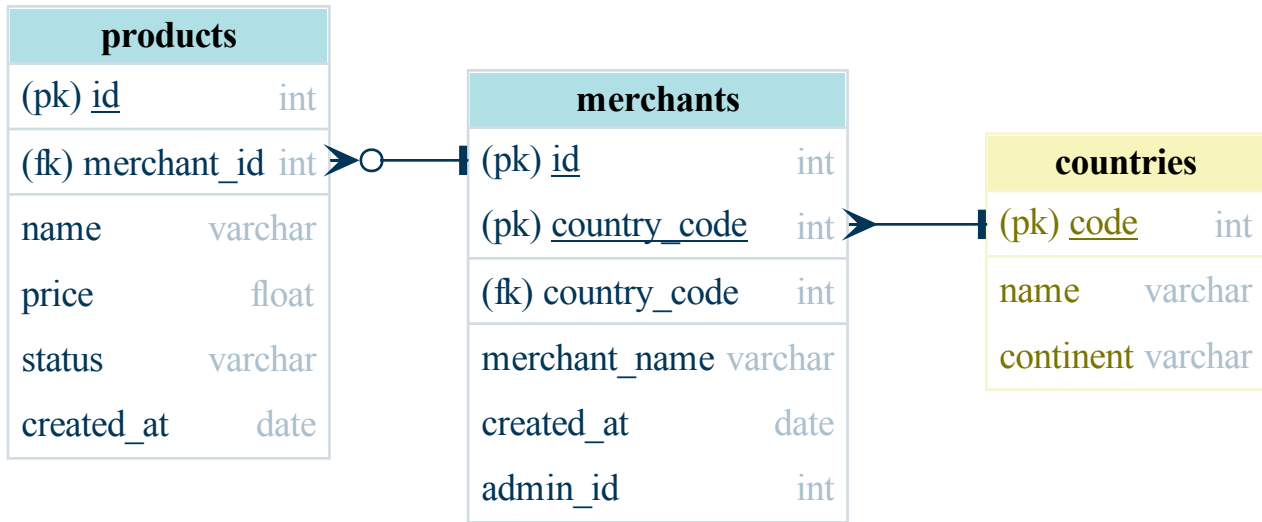 products
(pk) id int
(fk) merchant_id int
name varchar
price float
status varchar
created_at date
merchants
(pk) id int
(pk) country_code int
(fk) country_code int
merchant_name varchar
created_at date
admin_id int
countries
(pk) code int
name varchar
continent varchar